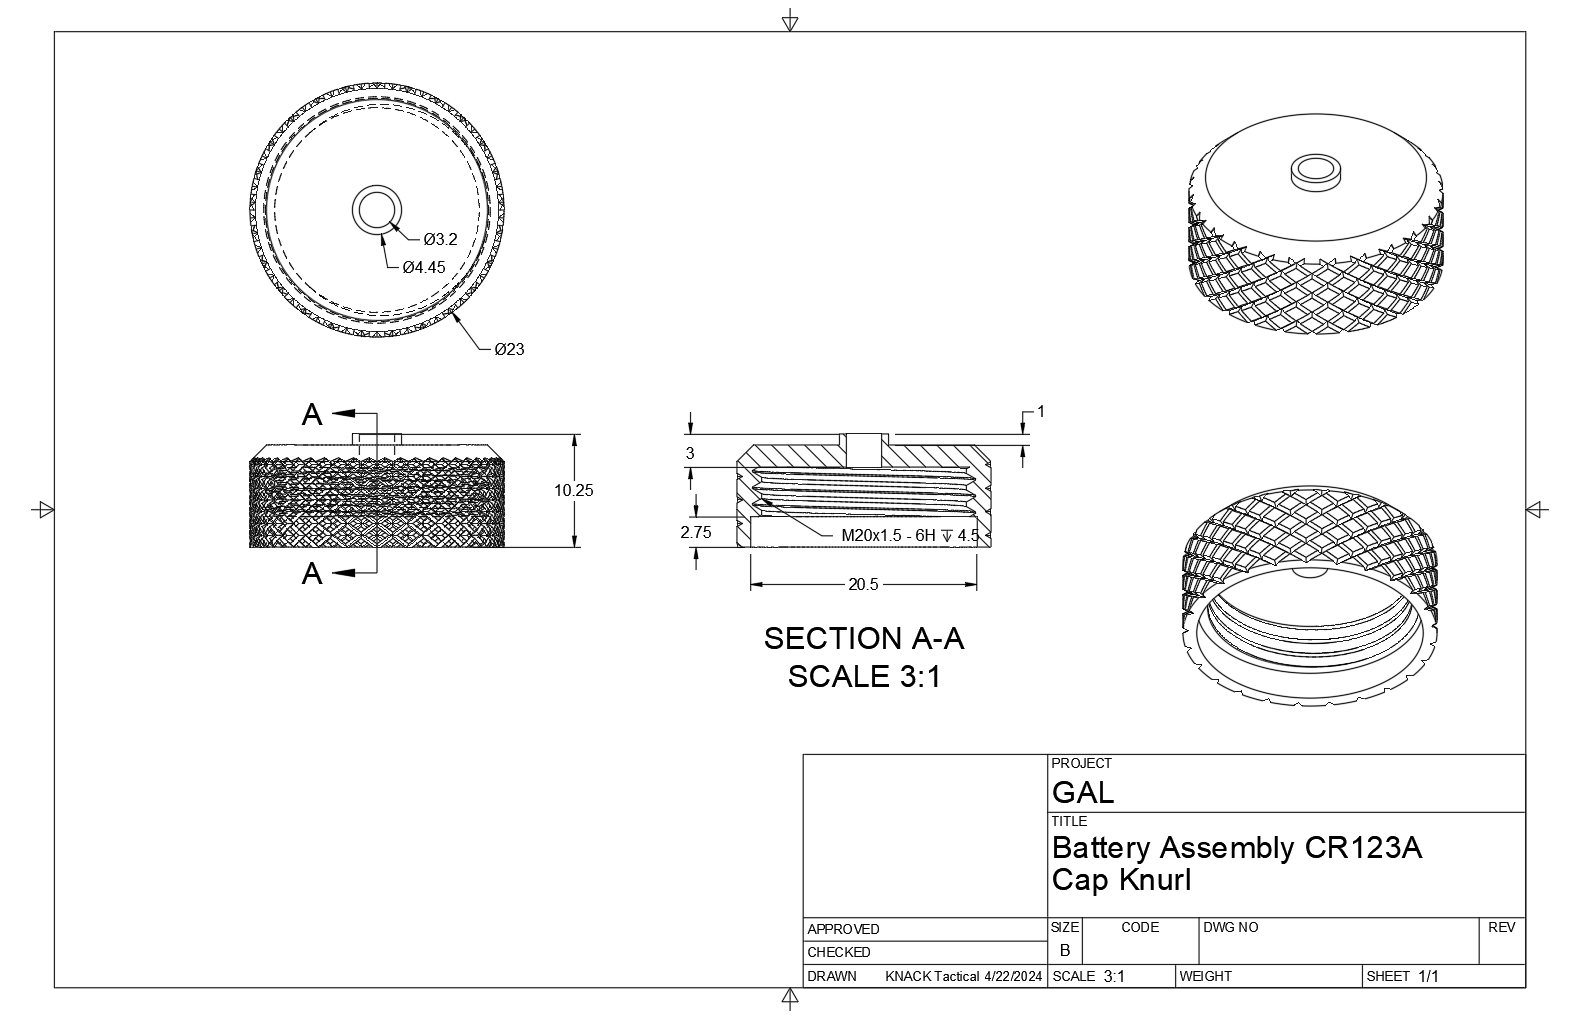 Ø3.2
Ø4.45
Ø23
A
A
10.25
3
2.75
1
M20x1.5 - 6H ↧ 4.5
20.5
SECTION A-A
SCALE 3:1
PROJECT
GAL
TITLE
Battery Assembly CR123A
Cap Knurl
APPROVED
CHECKED
DRAWN KNACK Tactical 4/22/2024
SIZE
B
CODE
DWG NO
REV
SCALE 3:1
WEIGHT
SHEET 1/1